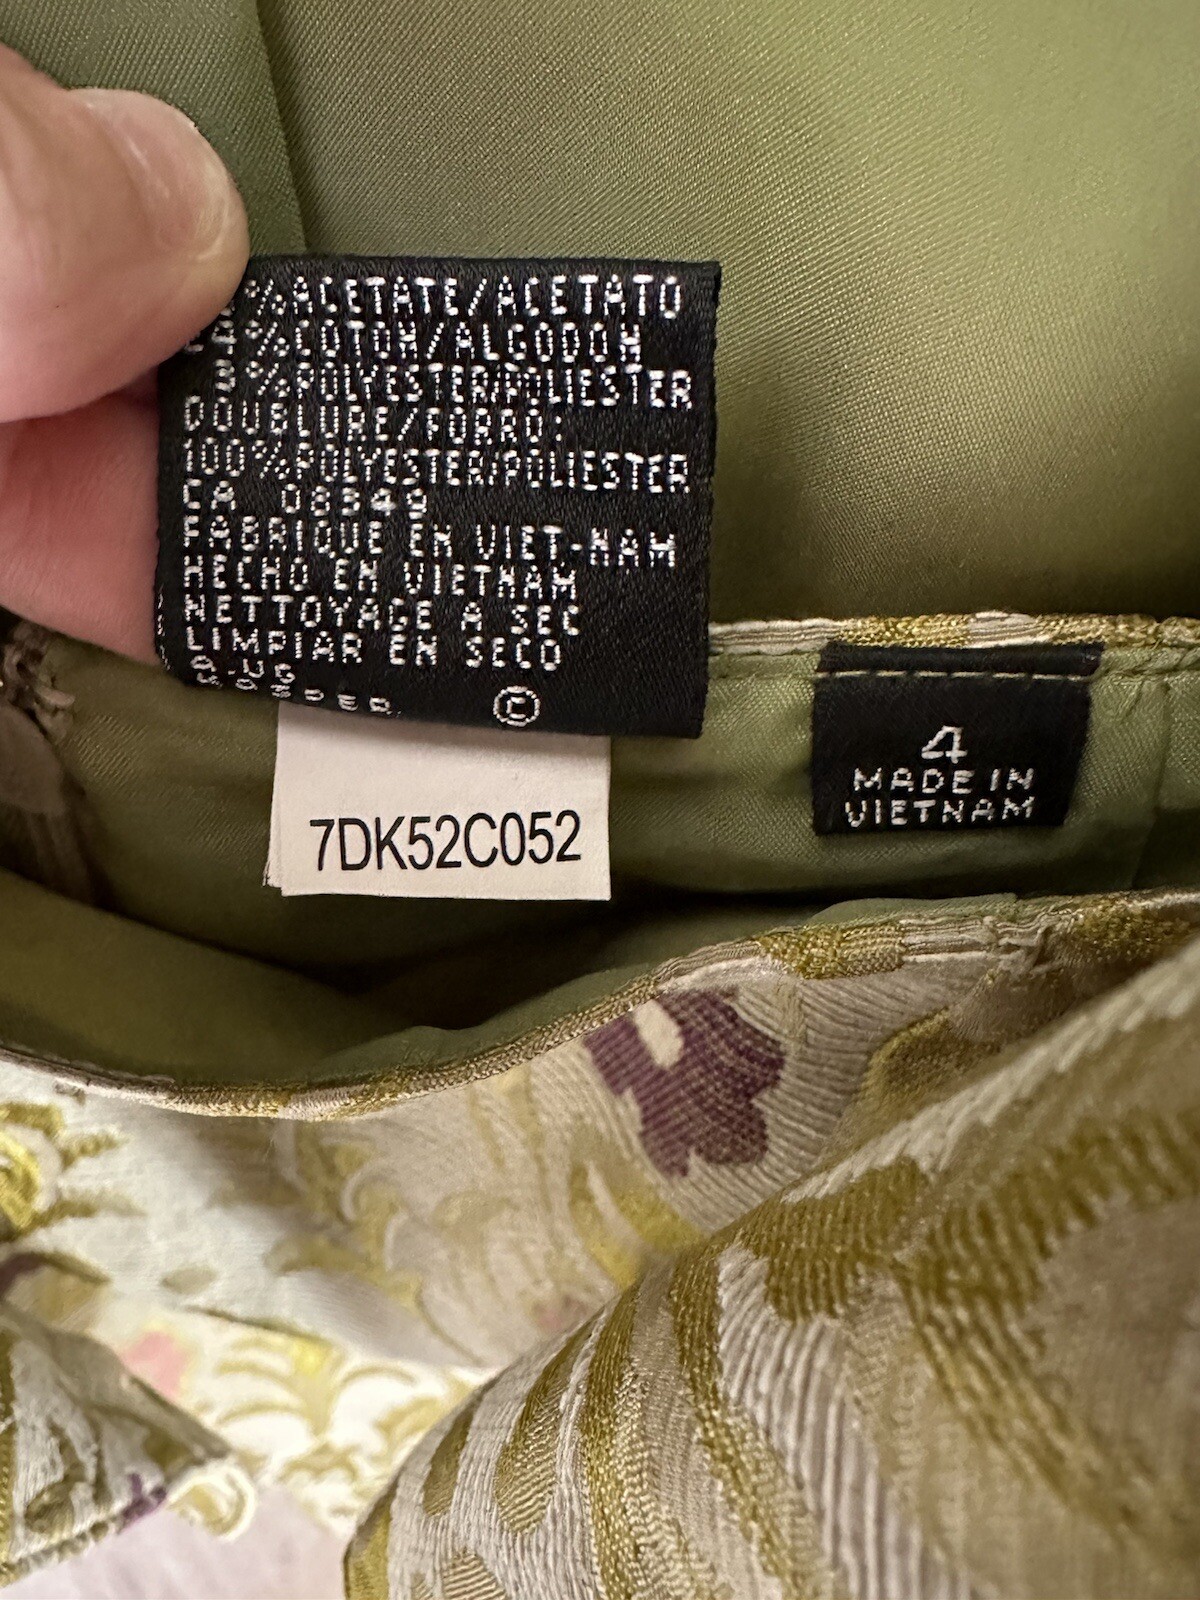 %ACETATE/ACETATO
%COTON/ALGODON
%POLYESTER/POLIESTER
DOUBLURE/FORRO:
100%POLYESTER/POLIESTER
CA 08349
FABRIQUE EN VIET-NAM
HECHO EN VIETNAM
NETTOYAGE A SEC
LIMPIAR EN SECO
©
7DK52C052
4
MADE IN
VIETNAM